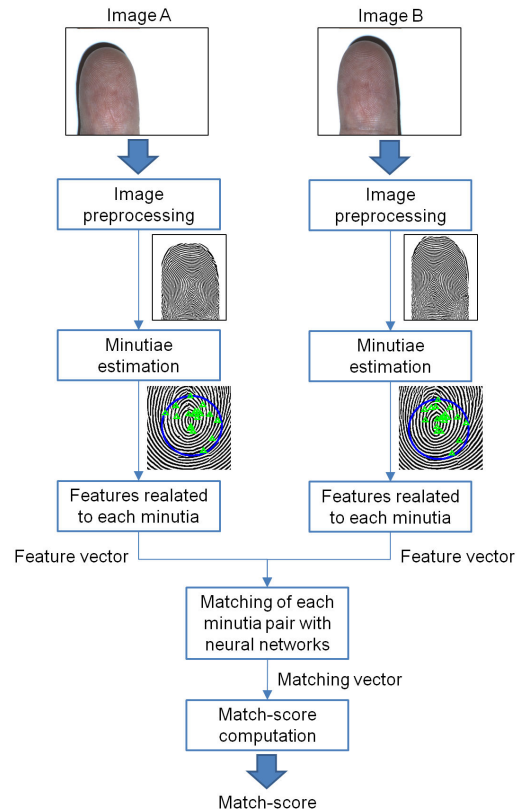 Image A
Image B
Image
preprocessing
Image
preprocessing
Minutiae
estimation
Minutiae
estimation
Features realated
to each minutia
Features realated
to each minutia
Feature vector
Feature vector
Matching of each
minutia pair with
neural networks
Matching vector
Match-score
computation
Match-score